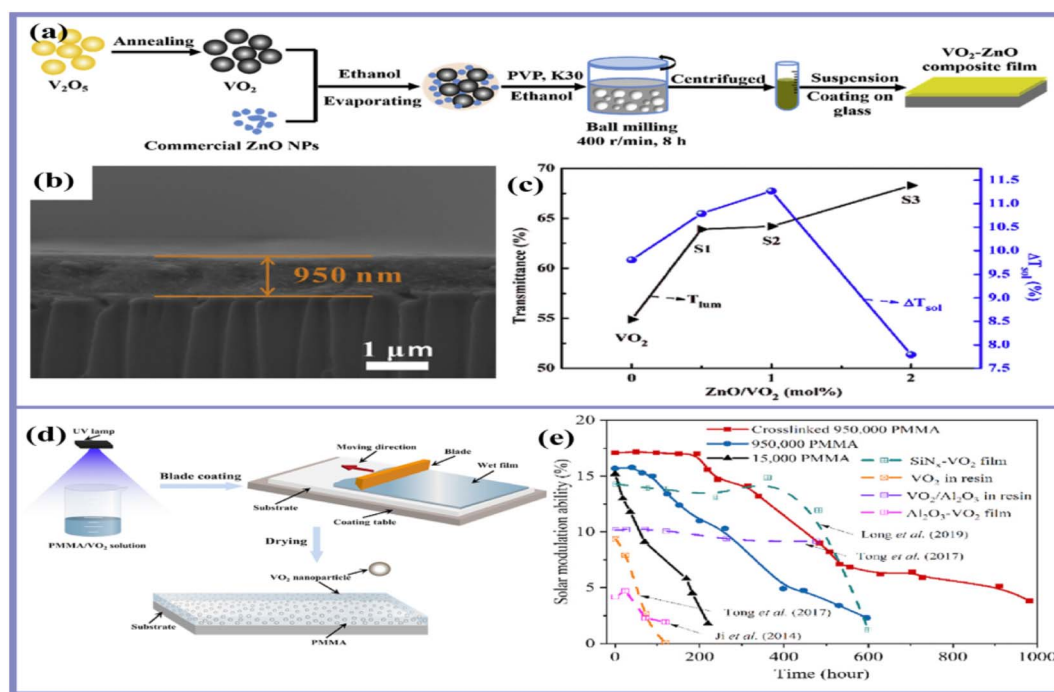 (a)
Annealing
V₂O₅
VO₂
Commercial ZnO NPs
Ethanol
Evaporating
PVP, K30
Ethanol
Ball milling
400 r/min, 8 h
Centrifuged
Suspension
Coating on
glass
VO₂-ZnO
composite film
(b)
950 nm
1 μm
(c)
Transmittance (%)
70
65
60
55
50
VO₂
S1
S2
S3
T_lum
ΔT_sol
0
1
2
ZnO/VO₂ (mol%)
11.5
11.0
10.5
10.0
9.5
9.0
8.5
8.0
7.5
ΔT_sol (%)
(d)
UV lamp
PMMA/VO₂ solution
Blade coating
Moving direction
Blade
Wet film
Substrate
Coating table
Drying
VO₂ nanoparticle
Substrate
PMMA
(e)
Solar modulation ability (%)
20
15
10
5
0
Crosslinked 950,000 PMMA
950,000 PMMA
15,000 PMMA
SiNₓ-VO₂ film
VO₂ in resin
VO₂/Al₂O₃ in resin
Al₂O₃-VO₂ film
Long et al. (2019)
Tong et al. (2017)
Tong et al. (2017)
Ji et al. (2014)
0
200
400
600
800
1000
Time (hour)